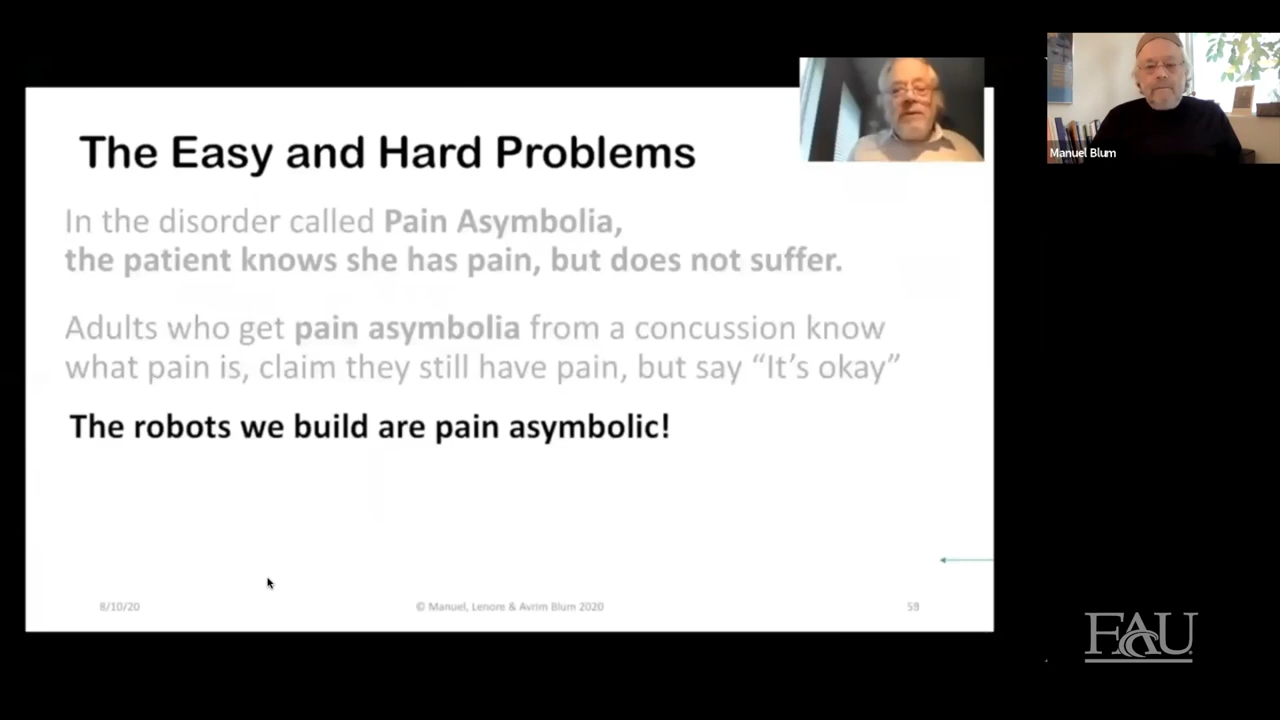 The Easy and Hard Problems
In the disorder called Pain Asymbolia,
the patient knows she has pain, but does not suffer.
Adults who get pain asymbolia from a concussion know
what pain is, claim they still have pain, but say “It’s okay”
The robots we build are pain asymbolic!
8/10/20
© Manuel, Lenore & Avrim Blum 2020
59
Manuel Blum
FAU